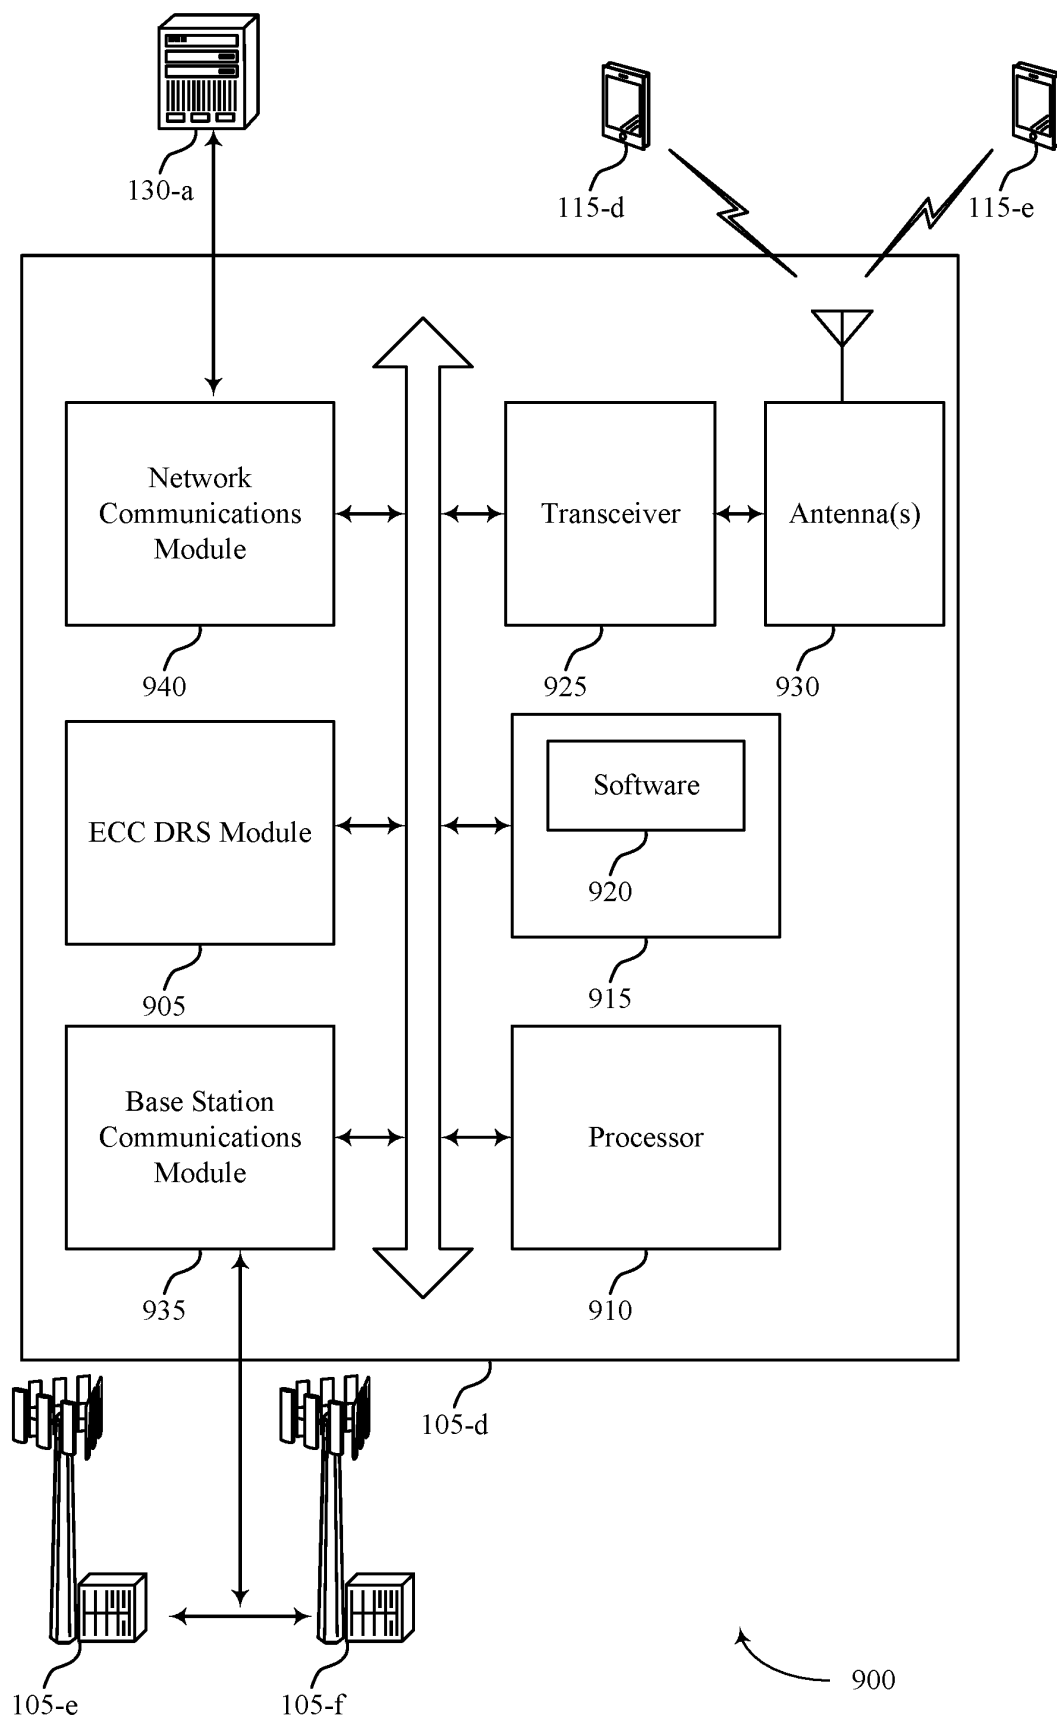 130-a
115-d
115-e
Network
Communications
Module
940
Transceiver
925
Antenna(s)
930
ECC DRS Module
905
Software
920
915
Base Station
Communications
Module
935
Processor
910
105-d
105-e
105-f
900